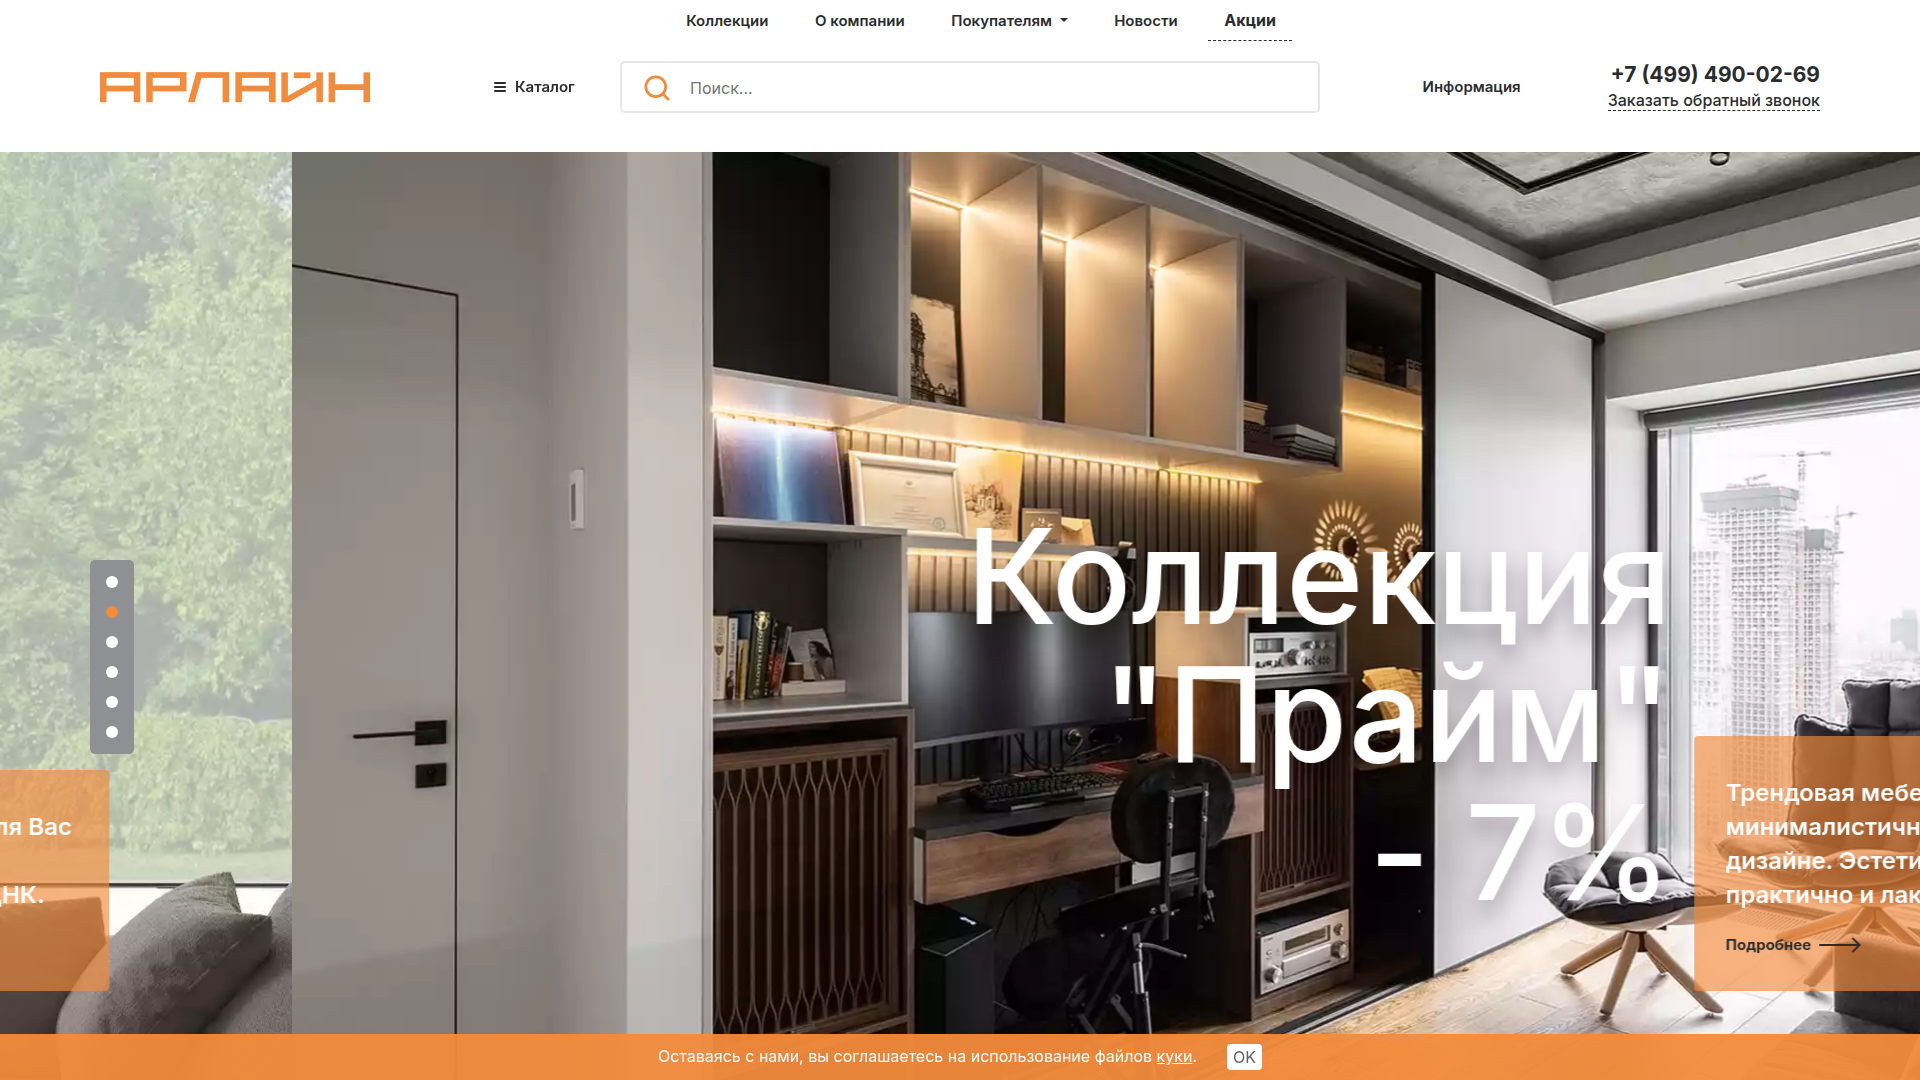 Коллекции
О компании
Покупателям
Новости
Акции
АРЛАЙН
Каталог
Поиск...
Информация
+7 (499) 490-02-69
Заказать обратный звонок
Коллекция
"Прайм"
- 7%
ля Вас
ДНК.
Трендовая мебе
минималистичн
дизайне. Эстети
практично и лак
Подробнее
Оставаясь с нами, вы соглашаетесь на использование файлов куки.
OK